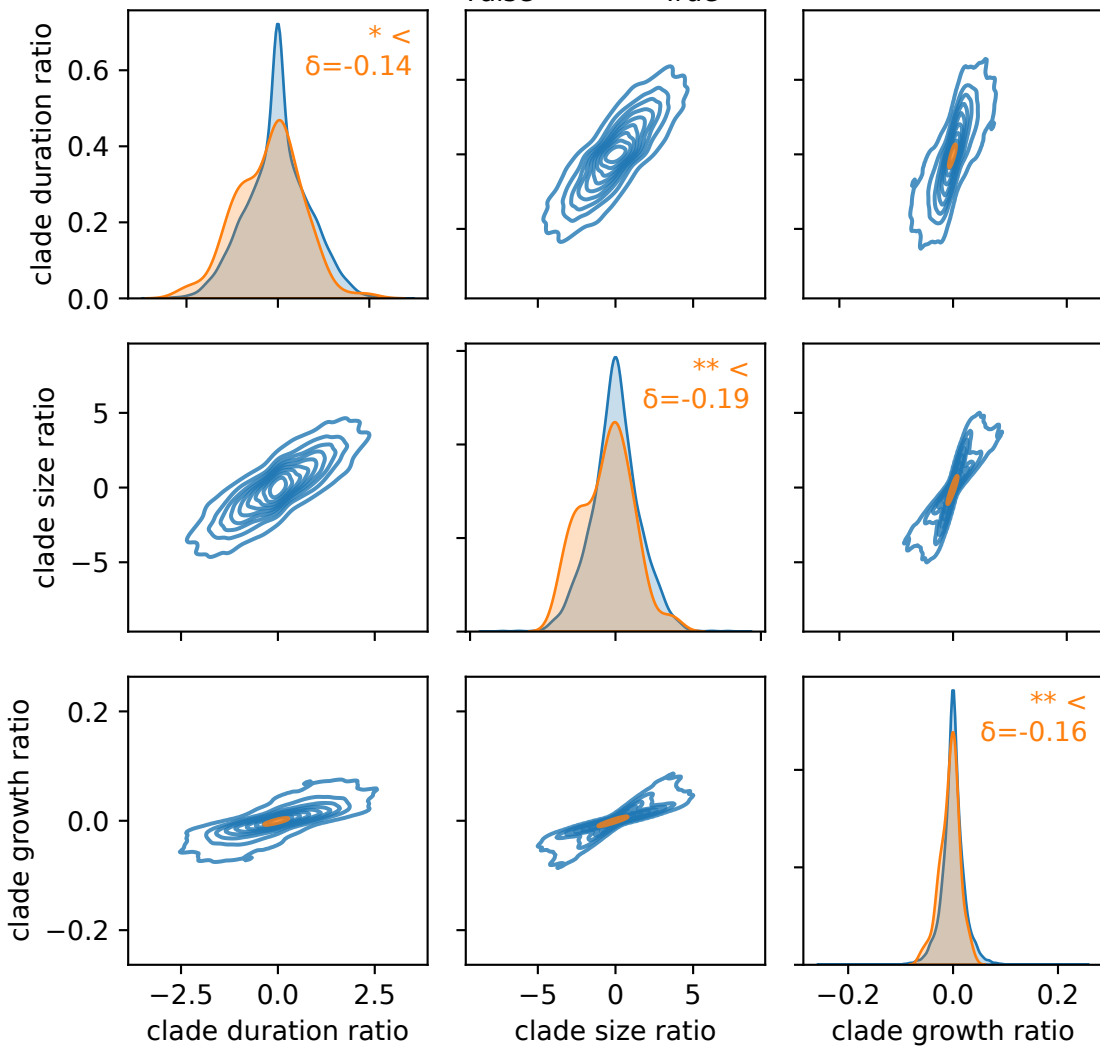 clade duration ratio
0.6
0.4
0.2
0.0
* <
δ=-0.14
clade size ratio
5
0
−5
** <
δ=-0.19
clade growth ratio
0.2
0.0
−0.2
** <
δ=-0.16
−2.5 0.0 2.5
−5 0 5
−0.2 0.0 0.2
clade duration ratio
clade size ratio
clade growth ratio